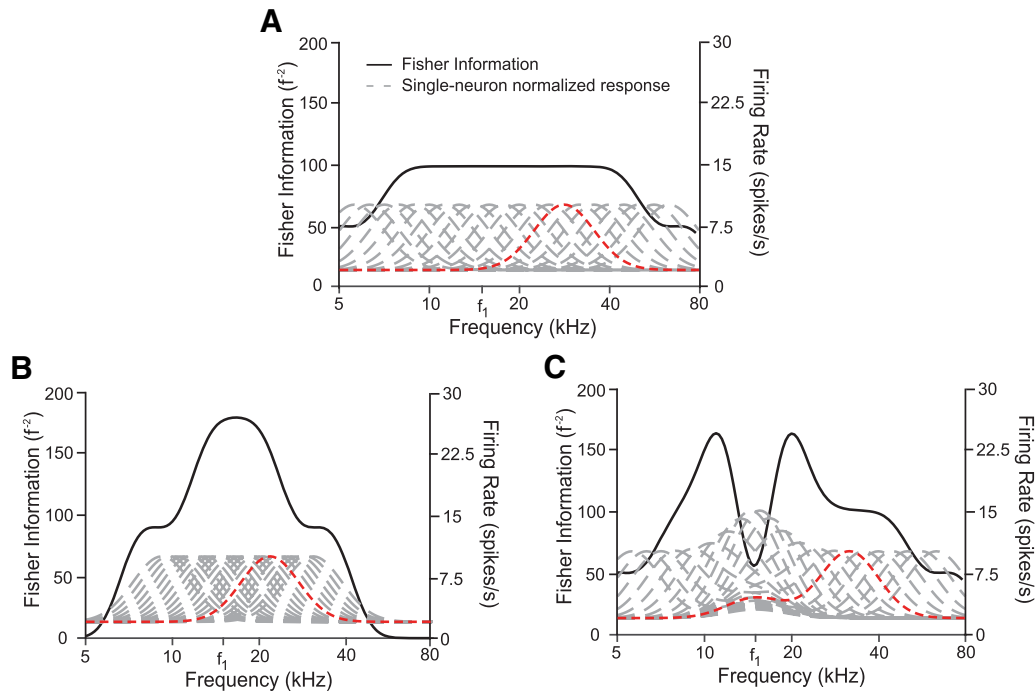 A
200
150
100
50
0
Fisher Information (f⁻²)
Fisher Information
Single-neuron normalized response
30
22.5
15
7.5
0
Firing Rate (spikes/s)
5 10 f₁ 20 40 80
Frequency (kHz)
B
200
150
100
50
0
Fisher Information (f⁻²)
30
22.5
15
7.5
0
Firing Rate (spikes/s)
5 10 f₁ 20 40 80
Frequency (kHz)
C
200
150
100
50
0
Fisher Information (f⁻²)
30
22.5
15
7.5
0
Firing Rate (spikes/s)
5 10 f₁ 20 40 80
Frequency (kHz)